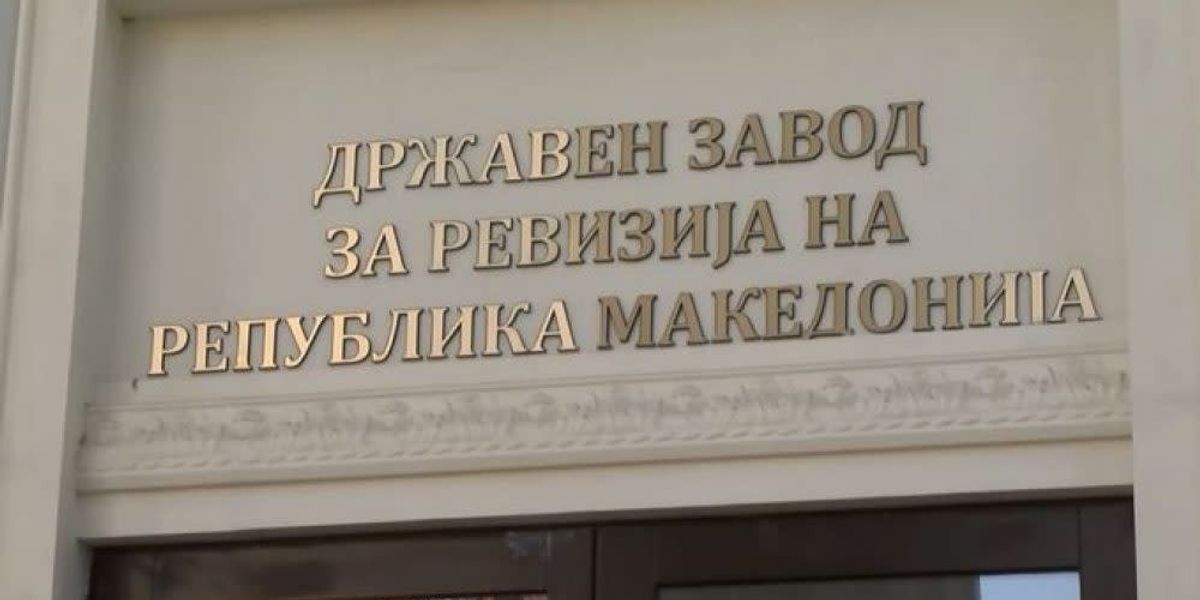 ДРЖАВЕН ЗАВОД
ЗА РЕВИЗИЈА НА
РЕПУБЛИКА МАКЕДОНИЈА